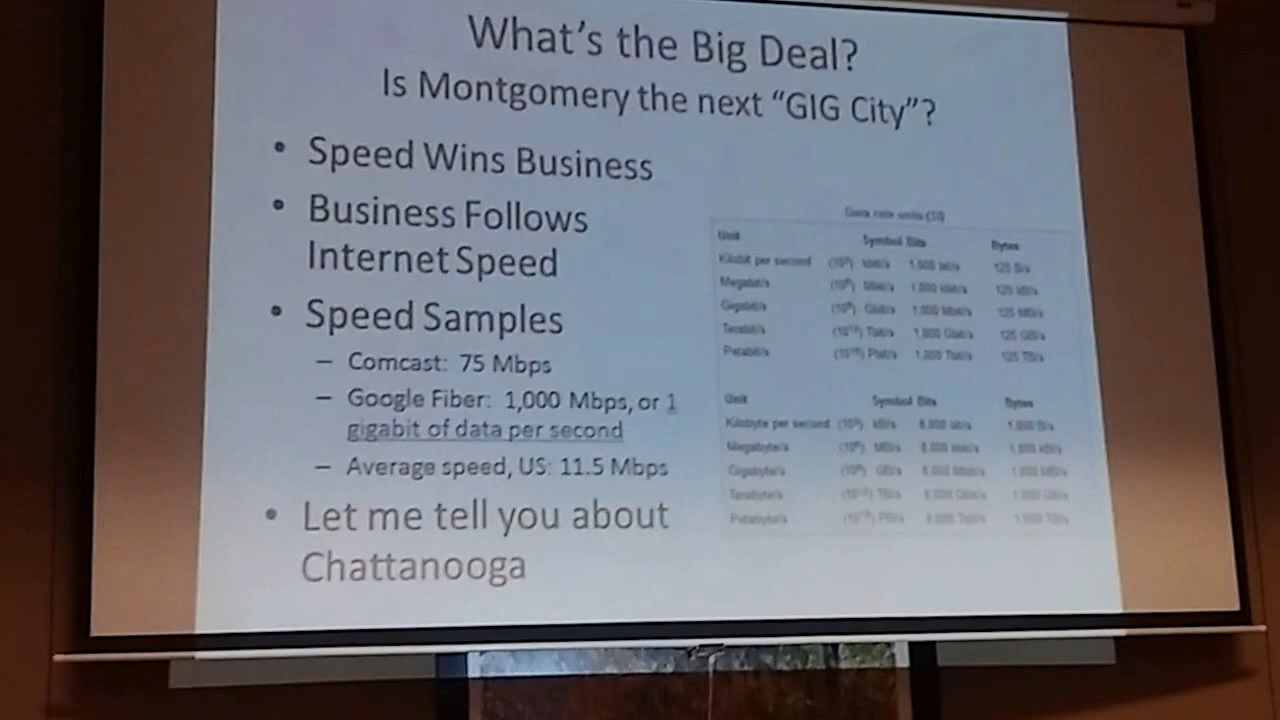 What's the Big Deal?
Is Montgomery the next “GIG City”?
• Speed Wins Business
• Business Follows
Internet Speed
• Speed Samples
– Comcast: 75 Mbps
– Google Fiber: 1,000 Mbps, or 1
gigabit of data per second
– Average speed, US: 11.5 Mbps
• Let me tell you about
Chattanooga
Data rate units (SI)
Unit Symbol Bits Bytes
Kilobit per second (10³) kbit/s 1,000 bit/s 125 B/s
Megabit/s 1,000 kbit/s 125 kB/s
Gigabit/s Gbit/s 1,000 Mbit/s 125 MB/s
Terabit/s Tbit/s 1,000 Gbit/s 125 GB/s
Petabit/s Pbit/s 1,000 Tbit/s 125 TB/s
Unit Symbol Bits Bytes
Kilobyte per second (10³) kB/s 8,000 bit/s 1,000 B/s
Megabyte/s MB/s 8,000 kbit/s 1,000 kB/s
Gigabyte/s GB/s 8,000 Mbit/s 1,000 MB/s
Terabyte/s TB/s 8,000 Gbit/s 1,000 GB/s
Petabyte/s PB/s 8,000 Tbit/s 1,000 TB/s